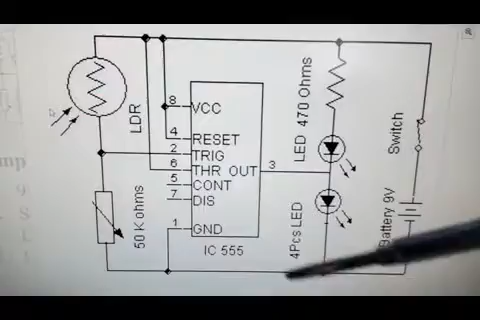 LDR
50 K ohms
8
VCC
4
RESET
2
TRIG
6
THR OUT
3
5
CONT
7
DIS
1
GND
IC 555
LED 470 Ohms
4Pcs LED
Switch
Battery 9V